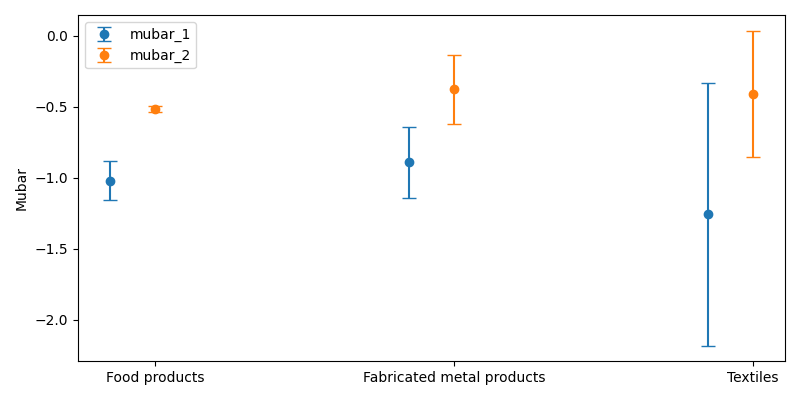 mubar_1
mubar_2
Mubar
0.0
−0.5
−1.0
−1.5
−2.0
Food products
Fabricated metal products
Textiles